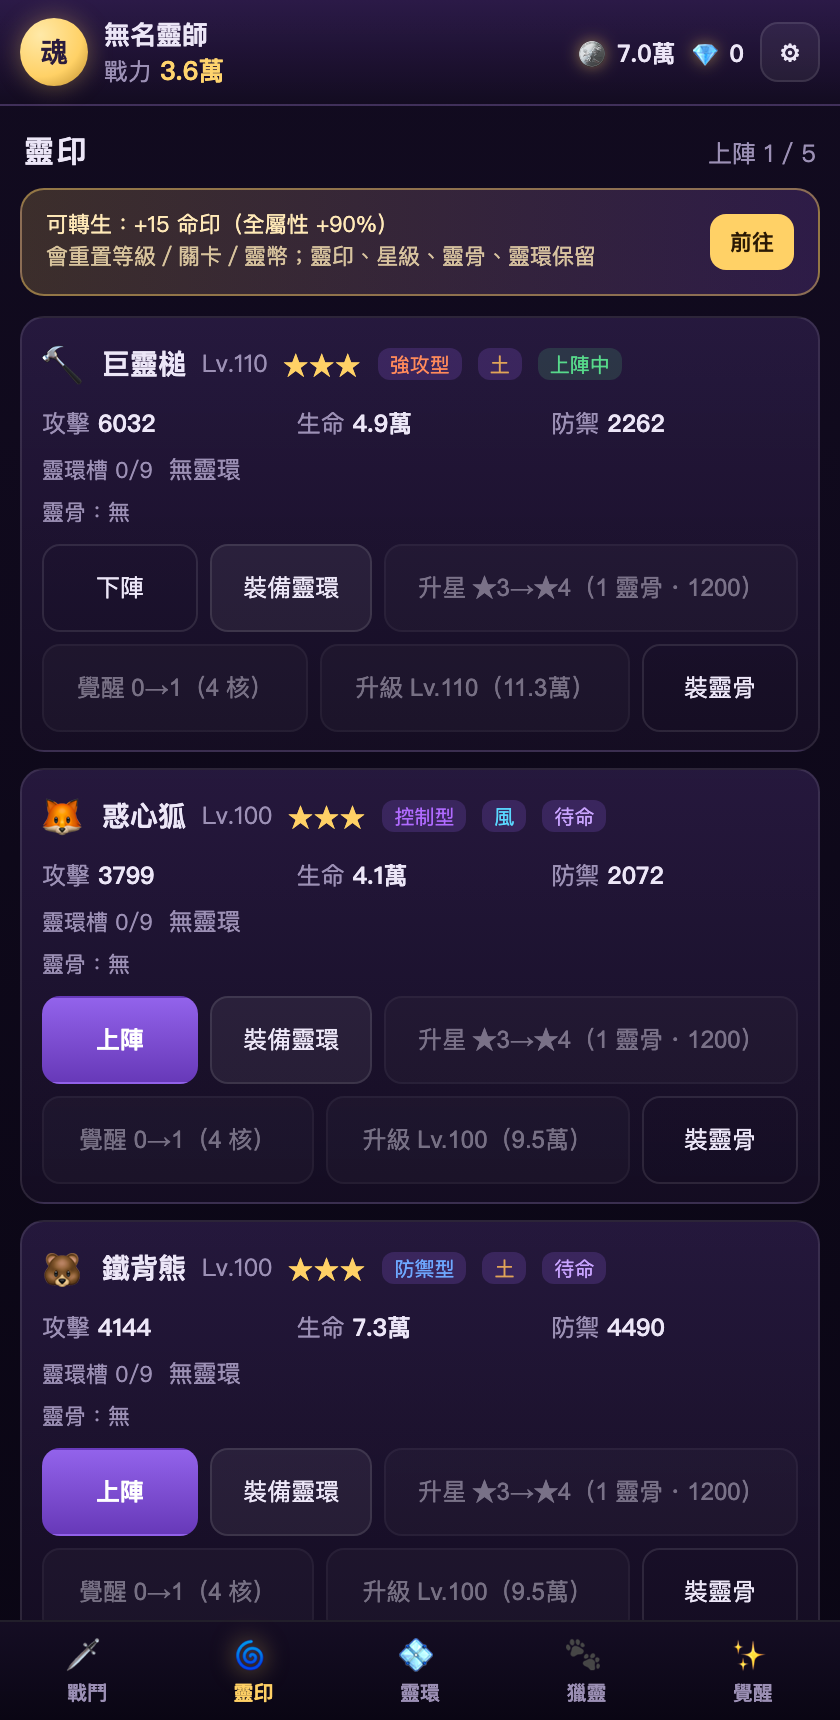 魂 無名靈師
戰力 3.6萬
7.0萬 0
靈印 上陣 1 / 5
可轉生：+15 命印（全屬性 +90%）
會重置等級 / 關卡 / 靈幣；靈印、星級、靈骨、靈環保留
前往
巨靈槌 Lv.110 ★★★ 強攻型 土 上陣中
攻擊 6032 生命 4.9萬 防禦 2262
靈環槽 0/9 無靈環
靈骨：無
下陣 裝備靈環 升星 ★3→★4（1 靈骨 · 1200）
覺醒 0→1（4 核） 升級 Lv.110（11.3萬） 裝靈骨
惑心狐 Lv.100 ★★★ 控制型 風 待命
攻擊 3799 生命 4.1萬 防禦 2072
靈環槽 0/9 無靈環
靈骨：無
上陣 裝備靈環 升星 ★3→★4（1 靈骨 · 1200）
覺醒 0→1（4 核） 升級 Lv.100（9.5萬） 裝靈骨
鐵背熊 Lv.100 ★★★ 防禦型 土 待命
攻擊 4144 生命 7.3萬 防禦 4490
靈環槽 0/9 無靈環
靈骨：無
上陣 裝備靈環 升星 ★3→★4（1 靈骨 · 1200）
覺醒 0→1（4 核） 升級 Lv.100（9.5萬） 裝靈骨
戰鬥 靈印 靈環 獵靈 覺醒